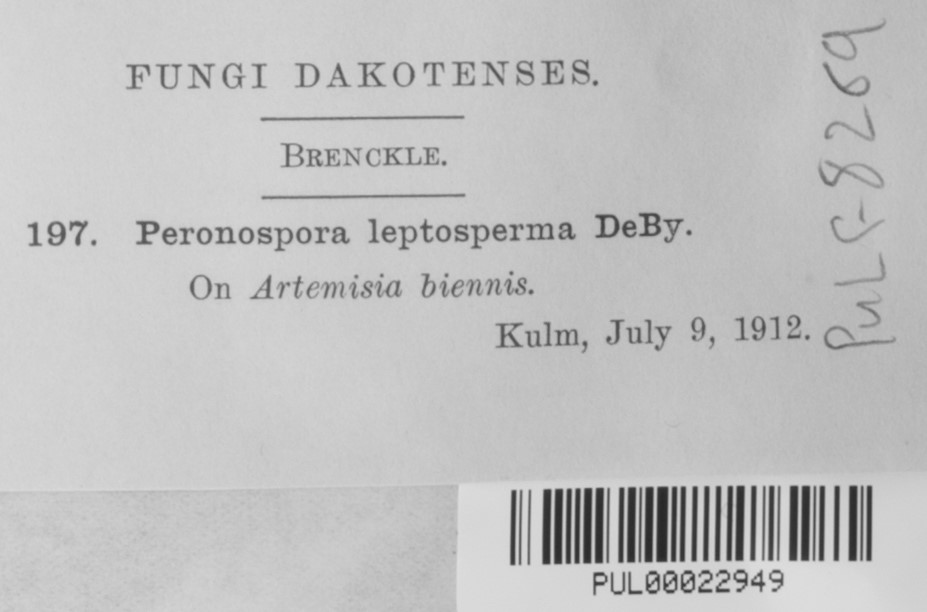 FUNGI DAKOTENSES.
BRENCKLE.
197. Peronospora leptosperma DeBy.
On Artemisia biennis.
Kulm, July 9, 1912.
PUL F-8269
PUL00022949